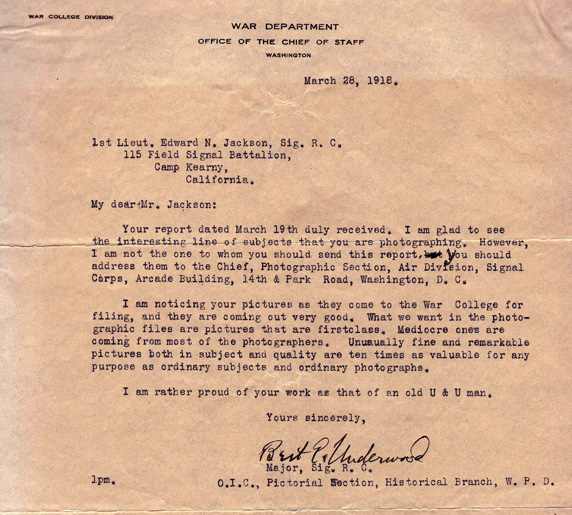 WAR COLLEGE DIVISION
WAR DEPARTMENT
OFFICE OF THE CHIEF OF STAFF
WASHINGTON
March 28, 1918.
1st Lieut. Edward N. Jackson, Sig. R. C.
115 Field Signal Battalion,
Camp Kearny,
California.
My dear Mr. Jackson:
Your report dated March 19th duly received. I am glad to see
the interesting line of subjects that you are photographing. However,
I am not the one to whom you should send this report. You should
address them to the Chief, Photographic Section, Air Division, Signal
Corps, Arcade Building, 14th & Park Road, Washington, D. C.
I am noticing your pictures as they come to the War College for
filing, and they are coming out very good. What we want in the photo-
graphic files are pictures that are firstclass. Mediocre ones are
coming from most of the photographers. Unusually fine and remarkable
pictures both in subject and quality are ten times as valuable for any
purpose as ordinary subjects and ordinary photographs.
I am rather proud of your work as that of an old U & U man.
Yours sincerely,
Bert E. Underwood
Major, Sig. R. C.
1pm.
O.I.C., Pictorial Section, Historical Branch, W. P. D.